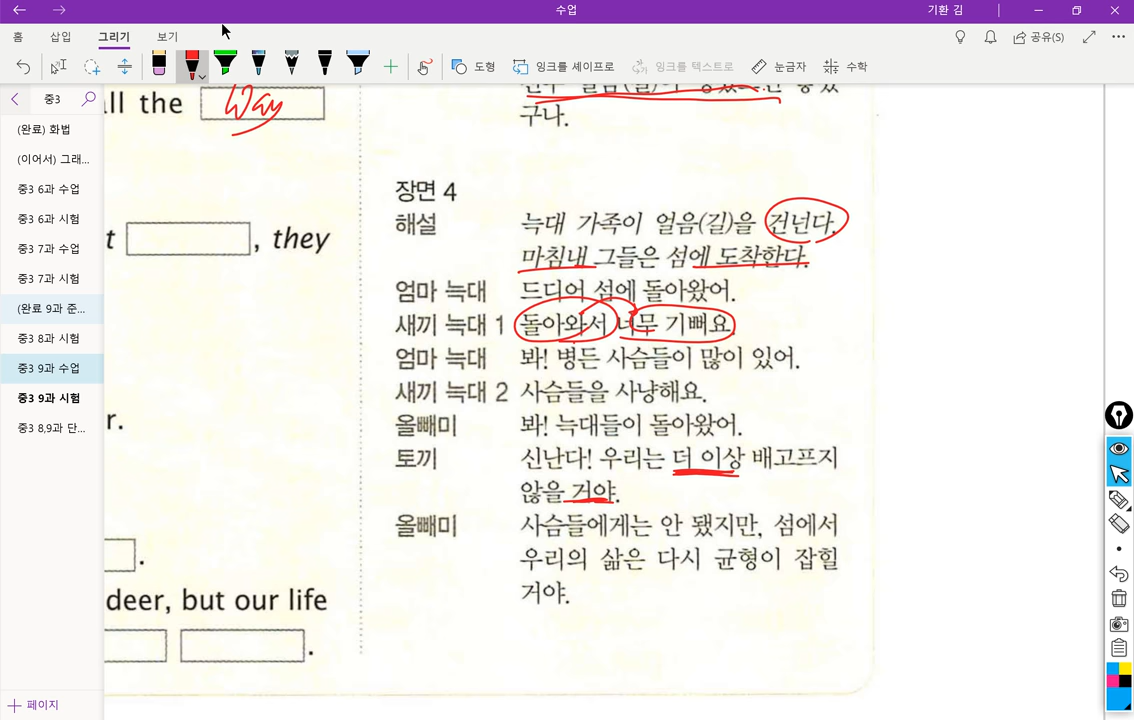 수업
기환 김
홈 삽입 그리기 보기
공유(S)
도형 잉크를 셰이프로 잉크를 텍스트로 눈금자 수학
중3
(완료) 화법
(이어서) 그래...
중3 6과 수업
중3 6과 시험
중3 7과 수업
중3 7과 시험
(완료 9과 준...
중3 8과 시험
중3 9과 수업
중3 9과 시험
중3 8,9과 단...
페이지
all the way
t , they
r.
.
deer, but our life
.
구나.
장면 4
해설 늑대 가족이 얼음(길)을 건넌다.
마침내 그들은 섬에 도착한다.
엄마 늑대 드디어 섬에 돌아왔어.
새끼 늑대 1 돌아와서 너무 기뻐요.
엄마 늑대 봐! 병든 사슴들이 많이 있어.
새끼 늑대 2 사슴들을 사냥해요.
올빼미 봐! 늑대들이 돌아왔어.
토끼 신난다! 우리는 더 이상 배고프지
않을 거야.
올빼미 사슴들에게는 안 됐지만, 섬에서
우리의 삶은 다시 균형이 잡힐
거야.